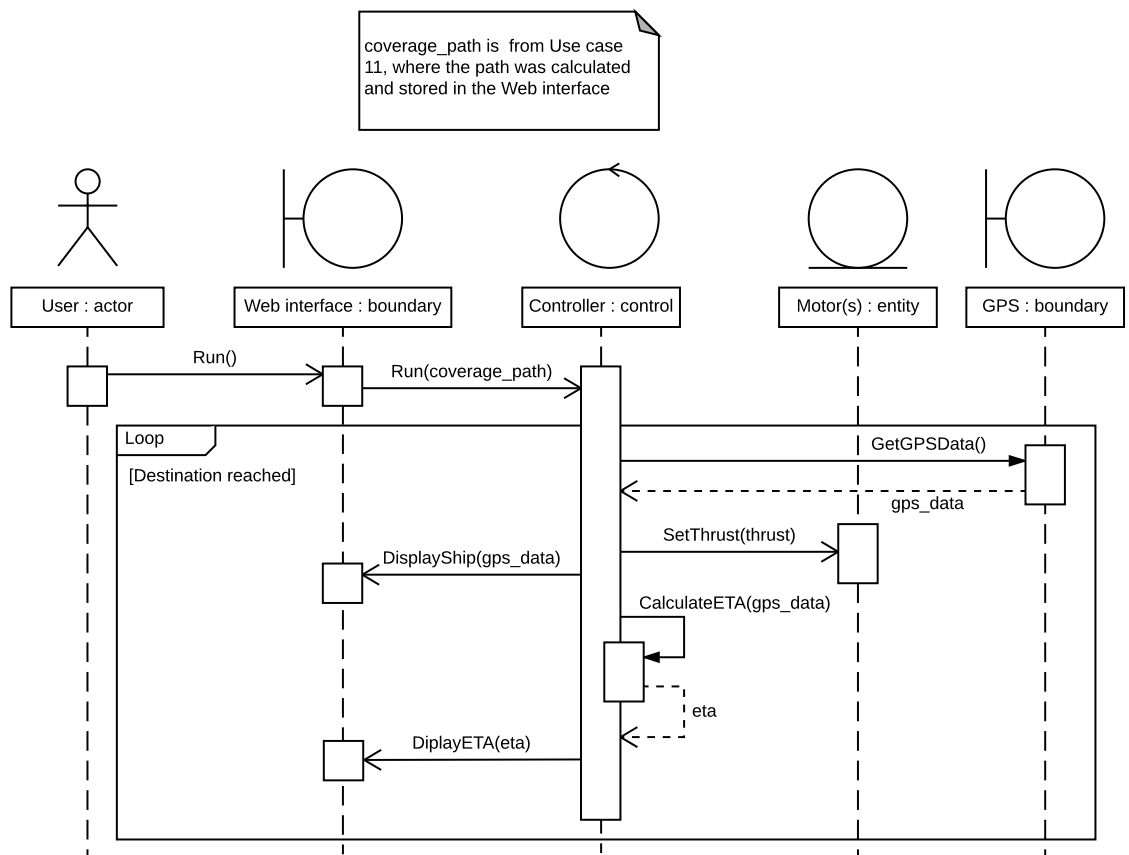 coverage_path is  from Use case
11, where the path was calculated
and stored in the Web interface
User : actor
Web interface : boundary
Controller : control
Motor(s) : entity
GPS : boundary
Run()
Run(coverage_path)
Loop
[Destination reached]
GetGPSData()
gps_data
SetThrust(thrust)
DisplayShip(gps_data)
CalculateETA(gps_data)
eta
DiplayETA(eta)